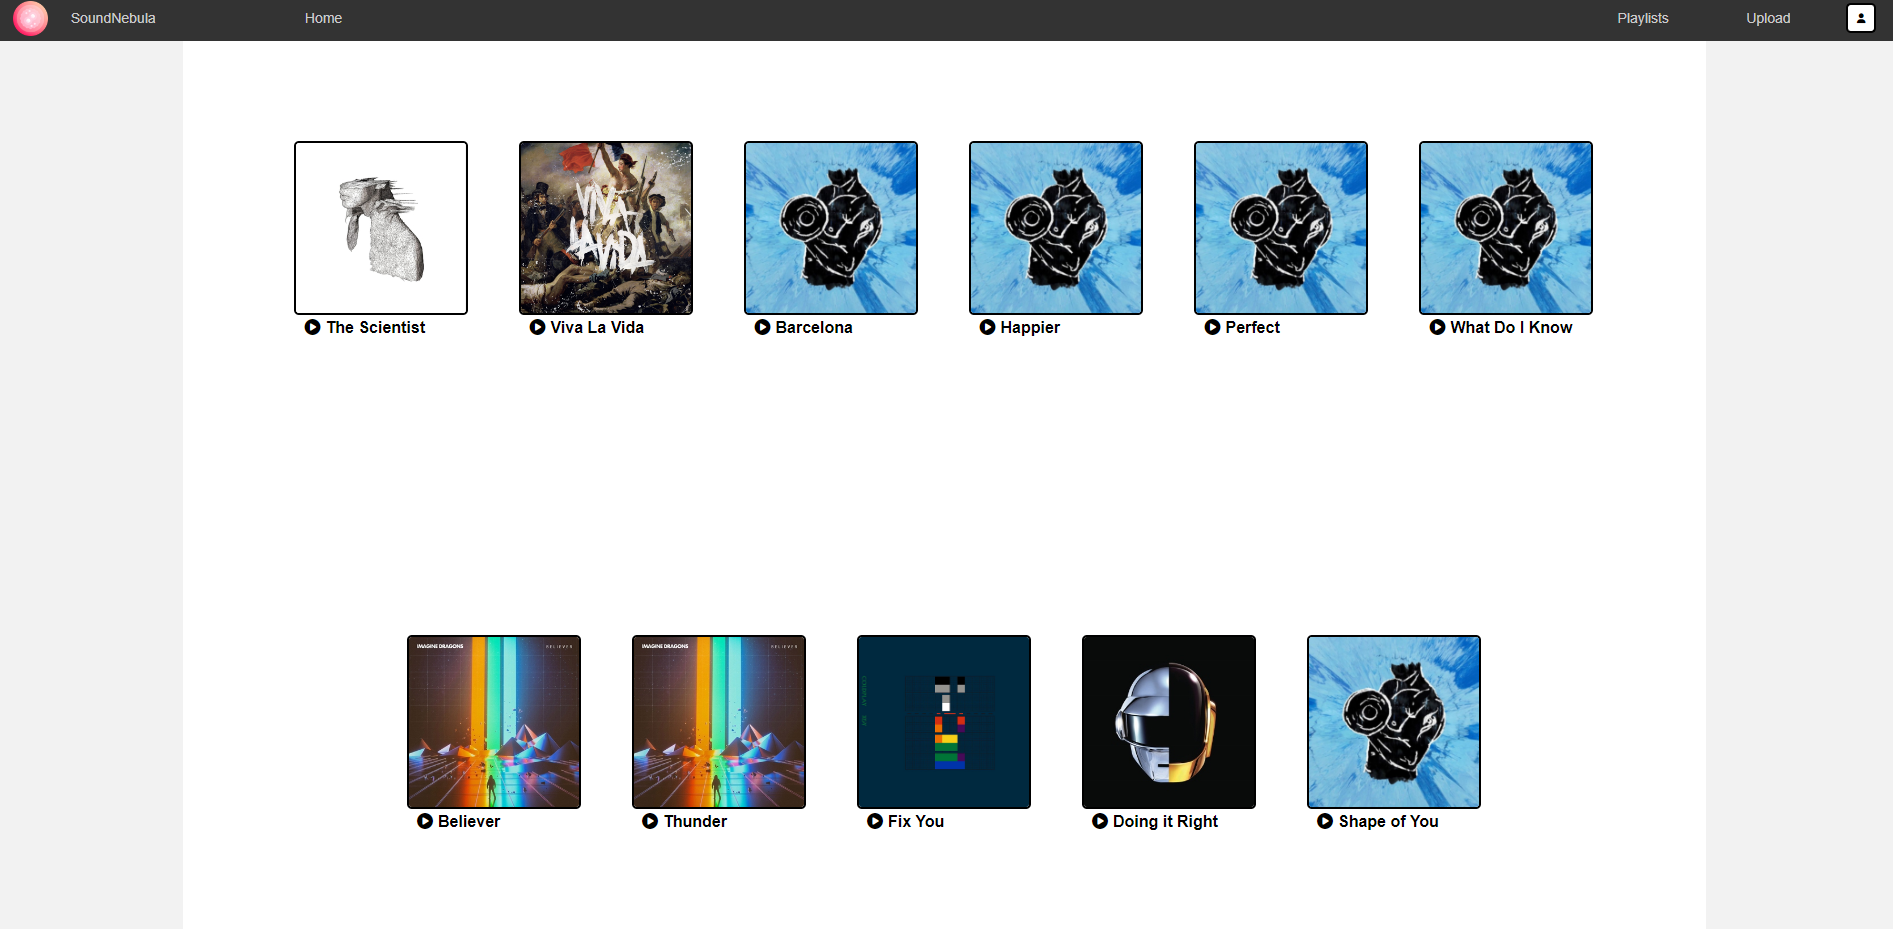 SoundNebula Home Playlists Upload
VIVA
LA VIDA
The Scientist Viva La Vida Barcelona Happier Perfect What Do I Know
IMAGINE DRAGONS BELIEVER IMAGINE DRAGONS BELIEVER
Believer Thunder Fix You Doing it Right Shape of You